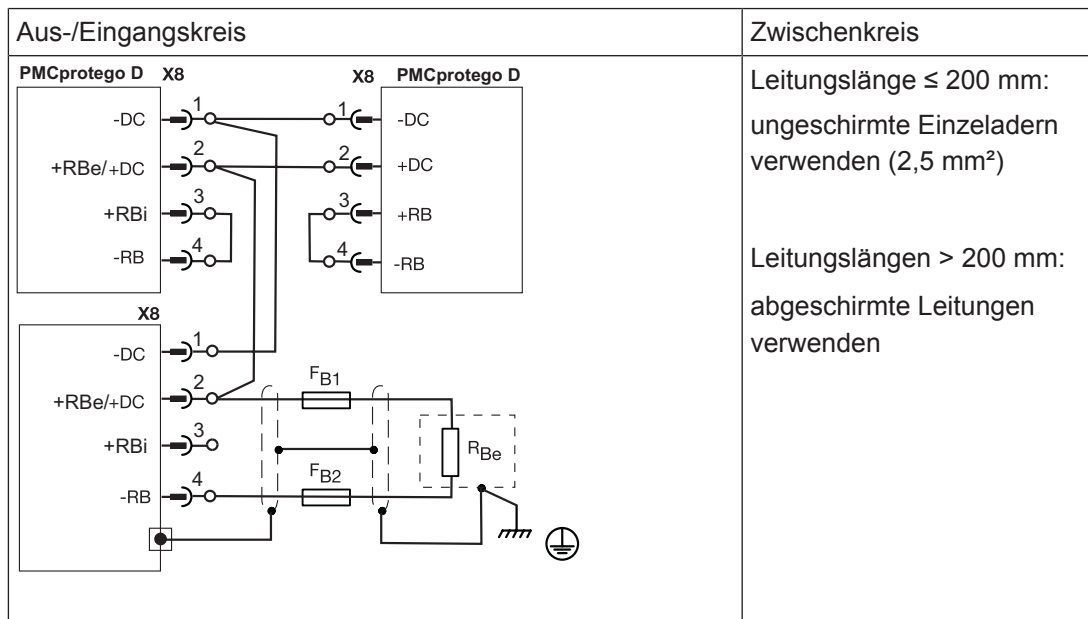 Aus-/Eingangskreis
Zwischenkreis
PMCprotego D X8
X8 PMCprotego D
-DC 1
1 -DC
+RBe/+DC 2
2 +DC
+RBi 3
3 +RB
-RB 4
4 -RB
X8
-DC 1
+RBe/+DC 2
FB1
+RBi 3
RBe
FB2
-RB 4
Leitungslänge ≤ 200 mm:
ungeschirmte Einzeladern
verwenden (2,5 mm²)
Leitungslängen > 200 mm:
abgeschirmte Leitungen
verwenden